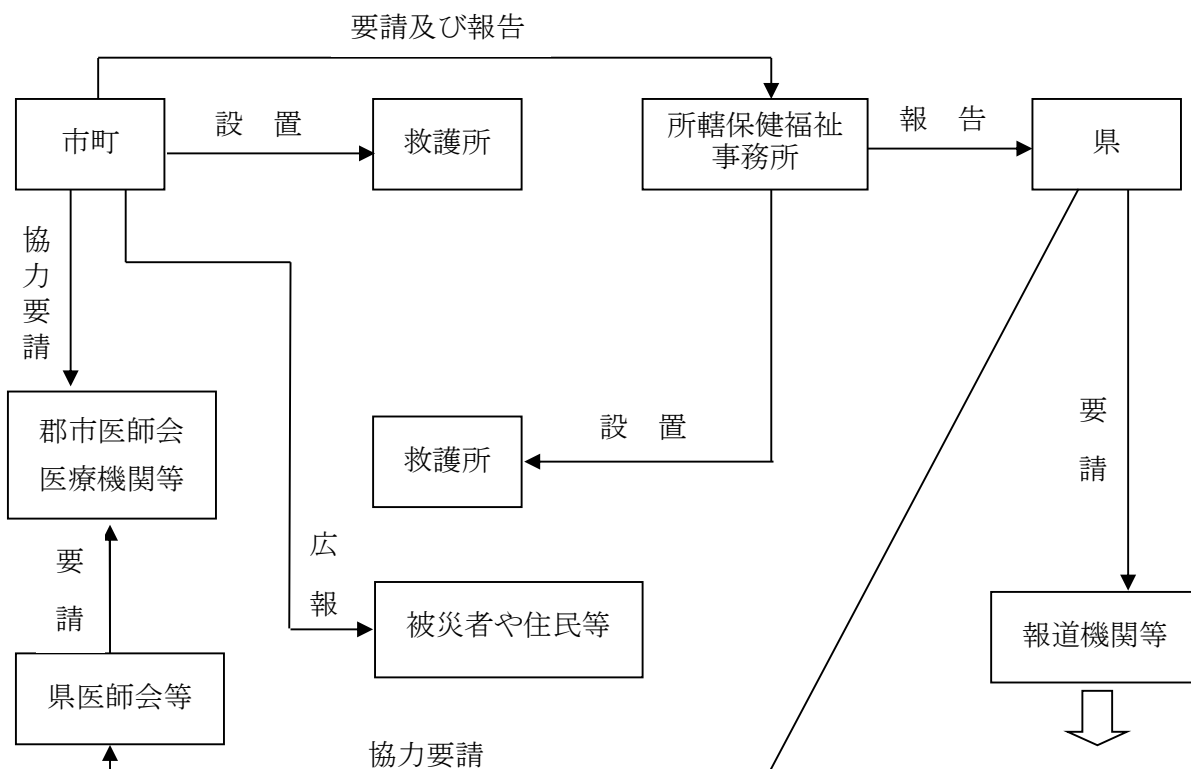 要請及び報告
市町
設　置
救護所
所轄保健福祉
事務所
報　告
県
協力要請
郡市医師会
医療機関等
救護所
設　置
要請
要請
広報
被災者や住民等
報道機関等
県医師会等
協力要請